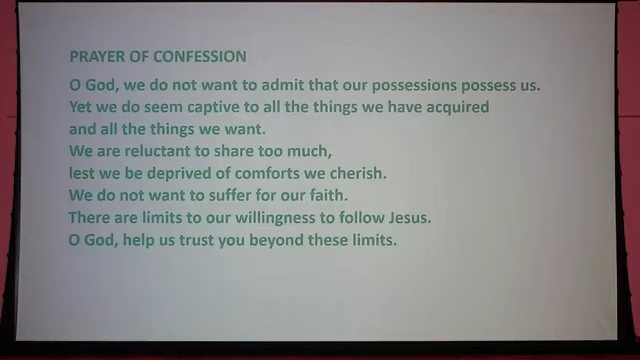 PRAYER OF CONFESSION
O God, we do not want to admit that our possessions possess us.
Yet we do seem captive to all the things we have acquired
and all the things we want.
We are reluctant to share too much,
lest we be deprived of comforts we cherish.
We do not want to suffer for our faith.
There are limits to our willingness to follow Jesus.
O God, help us trust you beyond these limits.